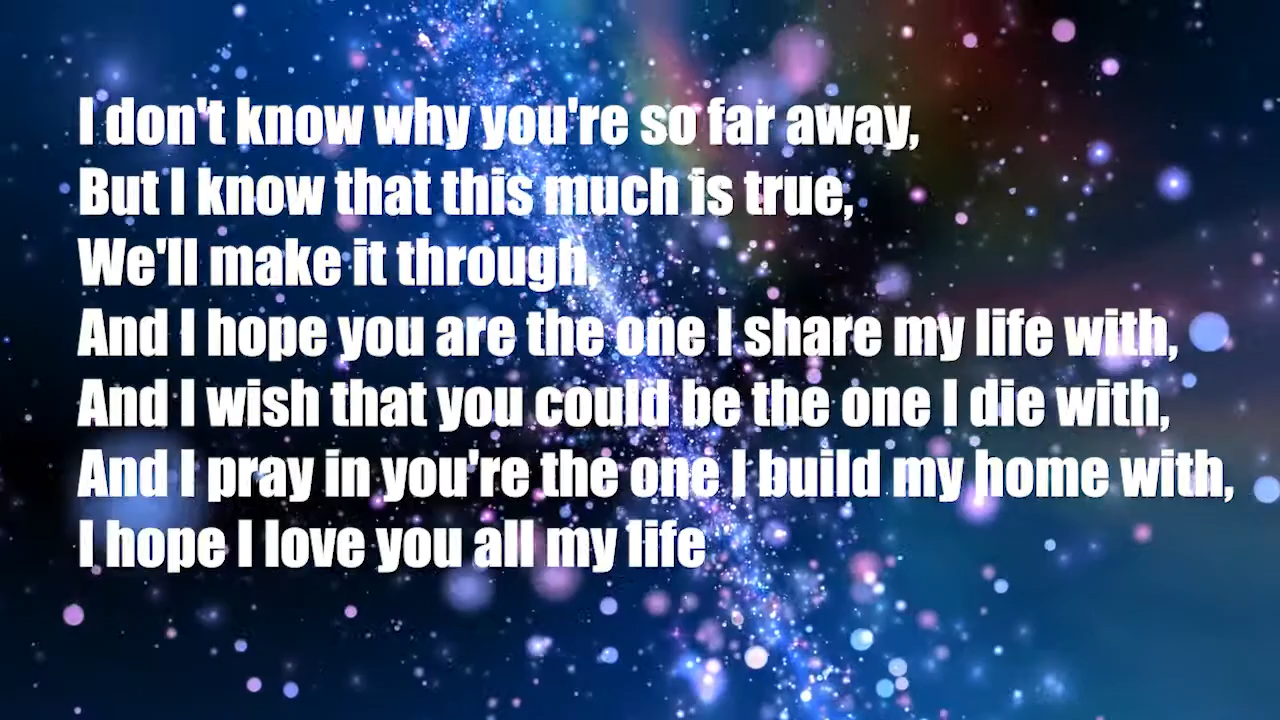 I don't know why you're so far away,
But I know that this much is true,
We'll make it through,
And I hope you are the one I share my life with,
And I wish that you could be the one I die with,
And I pray in you're the one I build my home with,
I hope I love you all my life